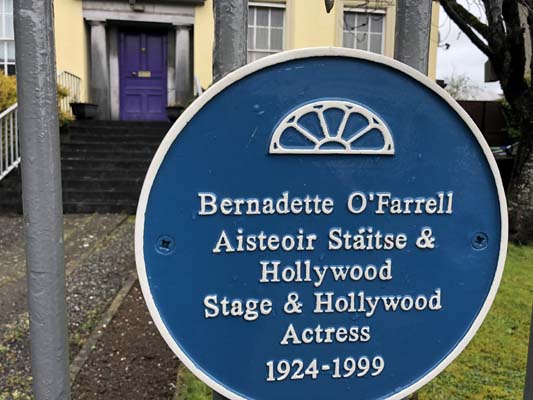 Bernadette O'Farrell
Aisteoir Stáitse &
Hollywood
Stage & Hollywood
Actress
1924-1999